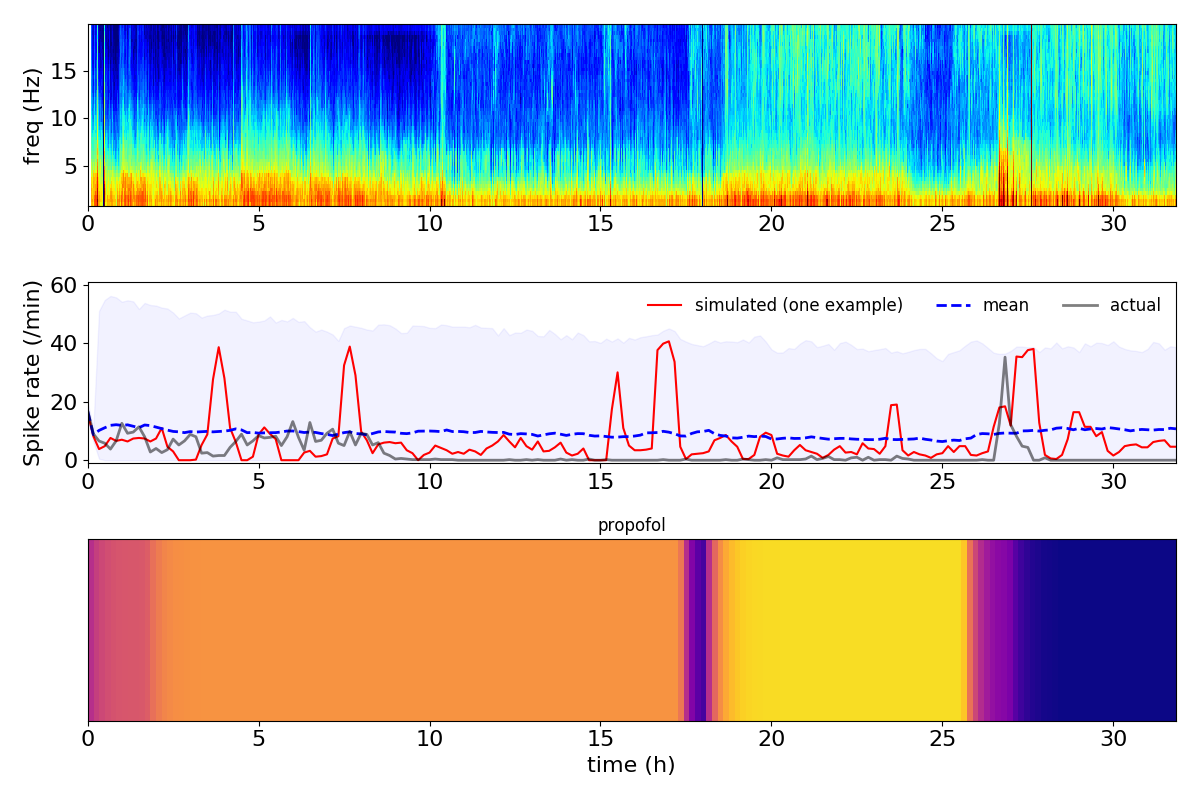 freq (Hz)
15
10
5
0 5 10 15 20 25 30
Spike rate (/min)
60
40
20
0
simulated (one example) mean actual
0 5 10 15 20 25 30
propofol
0 5 10 15 20 25 30
time (h)